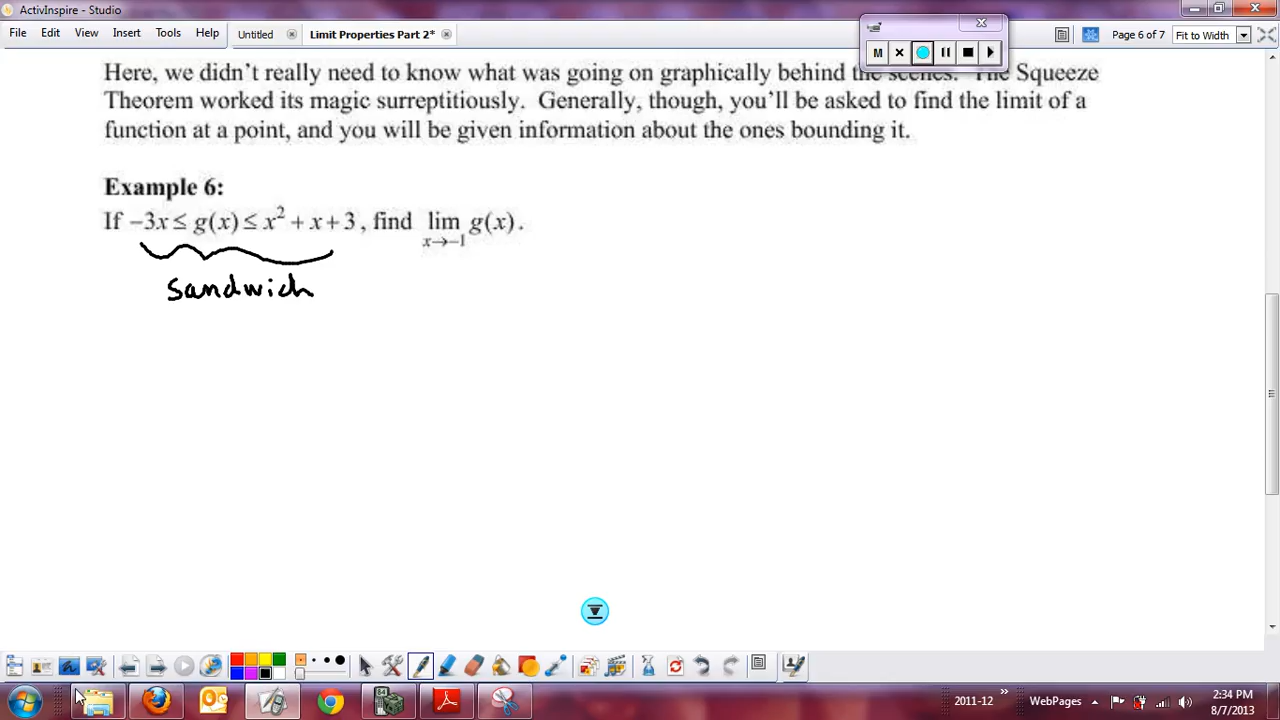 ActivInspire - Studio
File Edit View Insert Tools Help Untitled Limit Properties Part 2* Page 6 of 7 Fit to Width
M
Here, we didn't really need to know what was going on graphically behind the scenes. The Squeeze
Theorem worked its magic surreptitiously. Generally, though, you'll be asked to find the limit of a
function at a point, and you will be given information about the ones bounding it.
Example 6:
If −3x ≤ g(x) ≤ x² + x + 3, find lim g(x).
x→−1
sandwich
2011-12 » WebPages 2:34 PM
8/7/2013